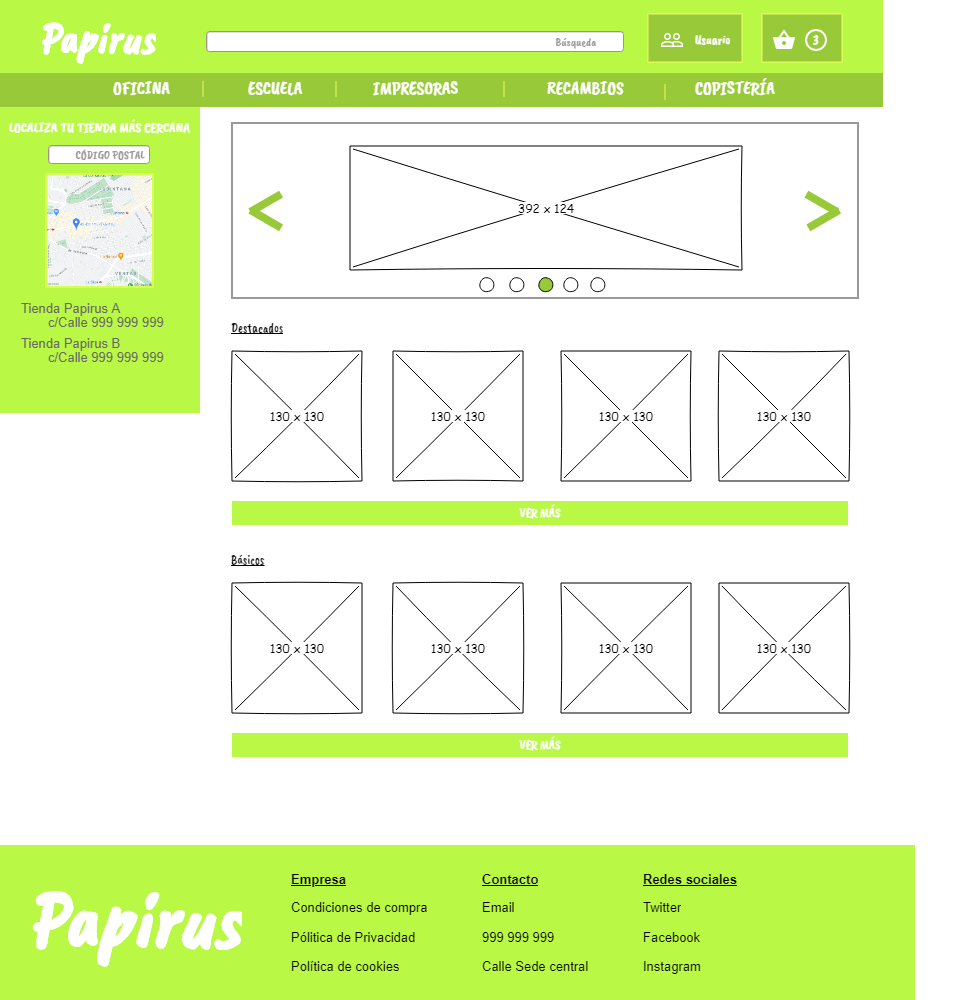 Papirus
Búsqueda
Usuario
3
OFICINA
ESCUELA
IMPRESORAS
RECAMBIOS
COPISTERÍA
LOCALIZA TU TIENDA MÁS CERCANA
CÓDIGO POSTAL
VENTAS
Tienda Papirus A
c/Calle 999 999 999
Tienda Papirus B
c/Calle 999 999 999
<
392 x 124
>
Destacados
130 x 130
130 x 130
130 x 130
130 x 130
VER MÁS
Básicos
130 x 130
130 x 130
130 x 130
130 x 130
VER MÁS
Papirus
Empresa
Condiciones de compra
Pólitica de Privacidad
Política de cookies
Contacto
Email
999 999 999
Calle Sede central
Redes sociales
Twitter
Facebook
Instagram